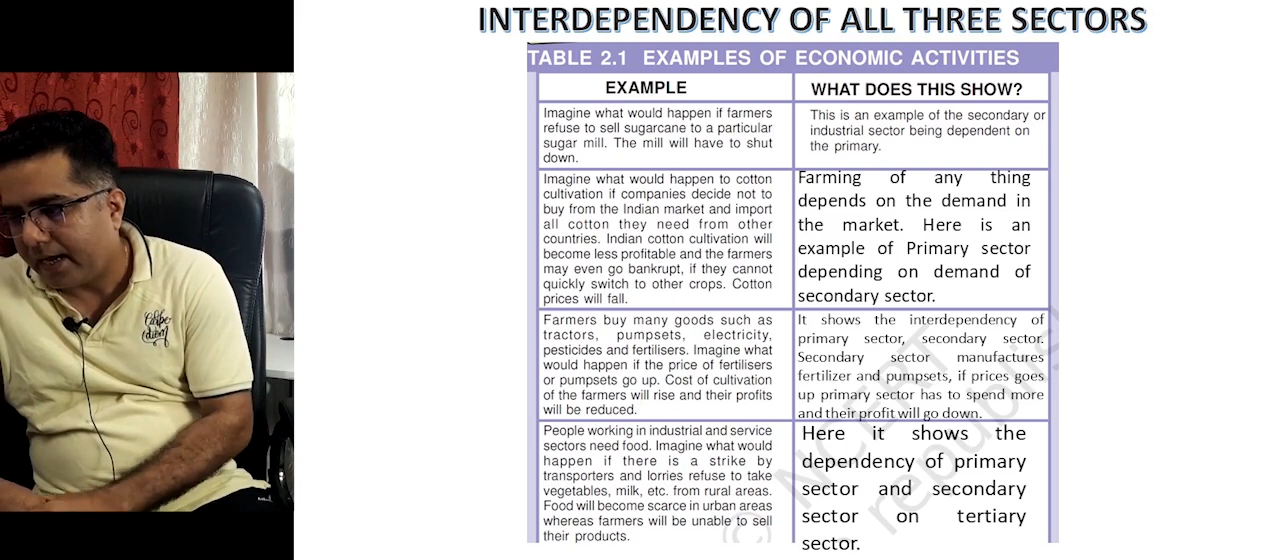 INTERDEPENDENCY OF ALL THREE SECTORS
TABLE 2.1 EXAMPLES OF ECONOMIC ACTIVITIES
EXAMPLE
WHAT DOES THIS SHOW?
Imagine what would happen if farmers
refuse to sell sugarcane to a particular
sugar mill. The mill will have to shut
down.
This is an example of the secondary or
industrial sector being dependent on
the primary.
Imagine what would happen to cotton
cultivation if companies decide not to
buy from the Indian market and import
all cotton they need from other
countries. Indian cotton cultivation will
become less profitable and the farmers
may even go bankrupt, if they cannot
quickly switch to other crops. Cotton
prices will fall.
Farming of any thing
depends on the demand in
the market. Here is an
example of Primary sector
depending on demand of
secondary sector.
Farmers buy many goods such as
tractors, pumpsets, electricity,
pesticides and fertilisers. Imagine what
would happen if the price of fertilisers
or pumpsets go up. Cost of cultivation
of the farmers will rise and their profits
will be reduced.
It shows the interdependency of
primary sector, secondary sector.
Secondary sector manufactures
fertilizer and pumpsets, if prices goes
up primary sector has to spend more
and their profit will go down.
People working in industrial and service
sectors need food. Imagine what would
happen if there is a strike by
transporters and lorries refuse to take
vegetables, milk, etc. from rural areas.
Food will become scarce in urban areas
whereas farmers will be unable to sell
their products.
Here it shows the
dependency of primary
sector and secondary
sector on tertiary
sector.
© NCERT
republis